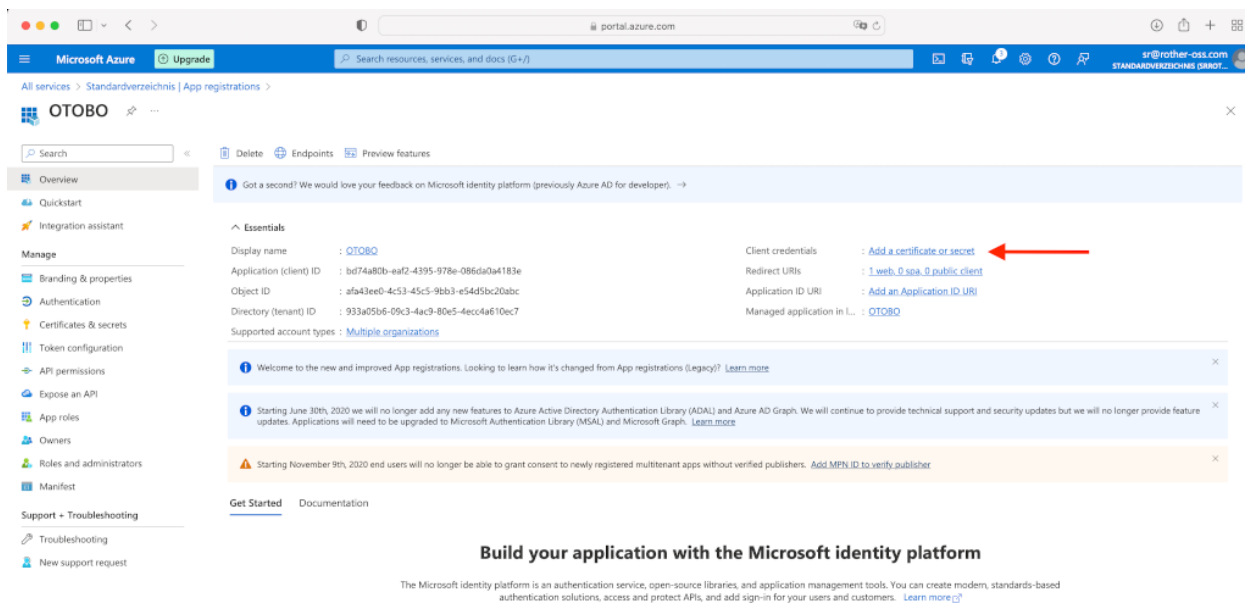 portal.azure.com
Microsoft Azure
Upgrade
Search resources, services, and docs (G+/)
sr@rother-oss.com
STANDARDVERZEICHNIS (SRROT...
All services > Standardverzeichnis | App registrations >
OTOBO
Search
Delete Endpoints Preview features
Overview
Quickstart
Integration assistant
Manage
Branding & properties
Authentication
Certificates & secrets
Token configuration
API permissions
Expose an API
App roles
Owners
Roles and administrators
Manifest
Support + Troubleshooting
Troubleshooting
New support request
Got a second? We would love your feedback on Microsoft identity platform (previously Azure AD for developer). →
Essentials
Display name : OTOBO
Application (client) ID : bd74a80b-eaf2-4395-978e-086da0a4183e
Object ID : afa43ee0-4c53-45c5-9bb3-e54d5bc20abc
Directory (tenant) ID : 933a05b6-09c3-4ac9-80e5-4ecc4a610ec7
Supported account types : Multiple organizations
Client credentials : Add a certificate or secret
Redirect URIs : 1 web, 0 spa, 0 public client
Application ID URI : Add an Application ID URI
Managed application in l... : OTOBO
Welcome to the new and improved App registrations. Looking to learn how it's changed from App registrations (Legacy)? Learn more
Starting June 30th, 2020 we will no longer add any new features to Azure Active Directory Authentication Library (ADAL) and Azure AD Graph. We will continue to provide technical support and security updates but we will no longer provide feature
updates. Applications will need to be upgraded to Microsoft Authentication Library (MSAL) and Microsoft Graph. Learn more
Starting November 9th, 2020 end users will no longer be able to grant consent to newly registered multitenant apps without verified publishers. Add MPN ID to verify publisher
Get Started Documentation
Build your application with the Microsoft identity platform
The Microsoft identity platform is an authentication service, open-source libraries, and application management tools. You can create modern, standards-based
authentication solutions, access and protect APIs, and add sign-in for your users and customers. Learn more